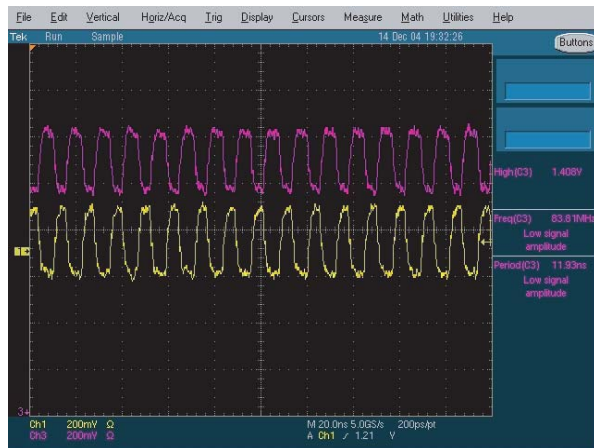 File Edit Vertical Horiz/Acq Trig Display Cursors Measure Math Utilities Help
Tek Run Sample 14 Dec 04 19:32:26
Buttons
High(C3) 1.408V
Freq(C3) 83.81MHz
Low signal
amplitude
Period(C3) 11.93ns
Low signal
amplitude
1
3
Ch1 200mV Ω M 20.0ns 5.0GS/s 200ps/pt
Ch3 200mV Ω A Ch1 / 1.21 V